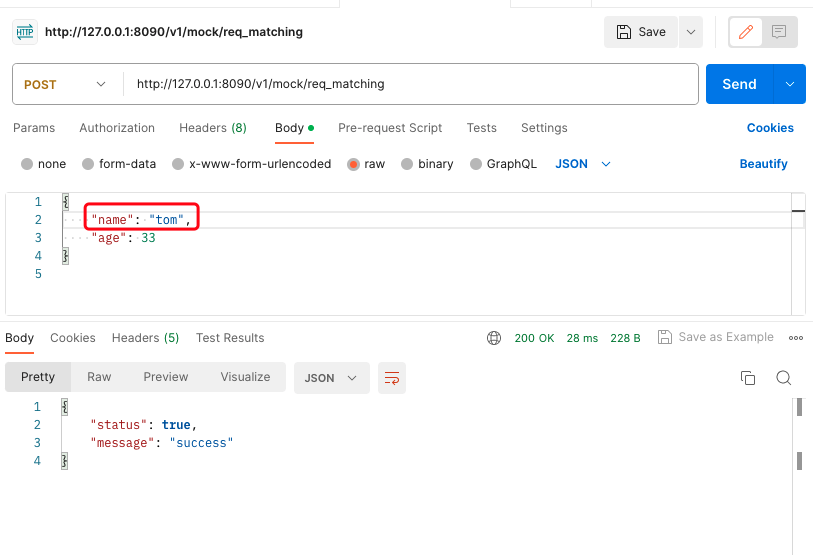 HTTP http://127.0.0.1:8090/v1/mock/req_matching Save
POST http://127.0.0.1:8090/v1/mock/req_matching Send
Params Authorization Headers (8) Body Pre-request Script Tests Settings Cookies
none form-data x-www-form-urlencoded raw binary GraphQL JSON Beautify
1 {
2 "name": "tom",
3 "age": 33
4 }
5
Body Cookies Headers (5) Test Results 200 OK 28 ms 228 B Save as Example
Pretty Raw Preview Visualize JSON
1 {
2 "status": true,
3 "message": "success"
4 }